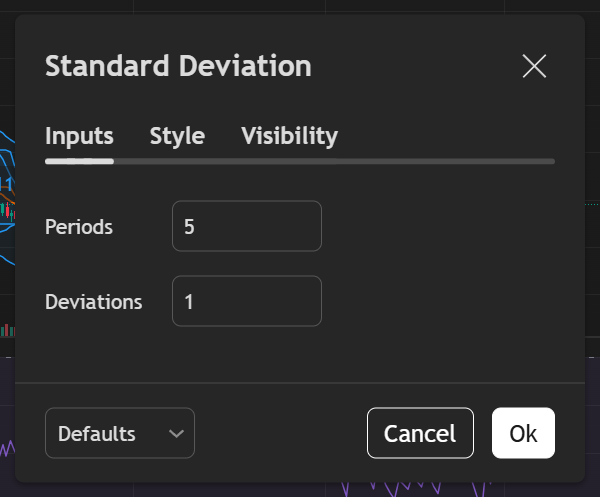 Standard Deviation
Inputs Style Visibility
Periods 5
Deviations 1
Defaults Cancel Ok